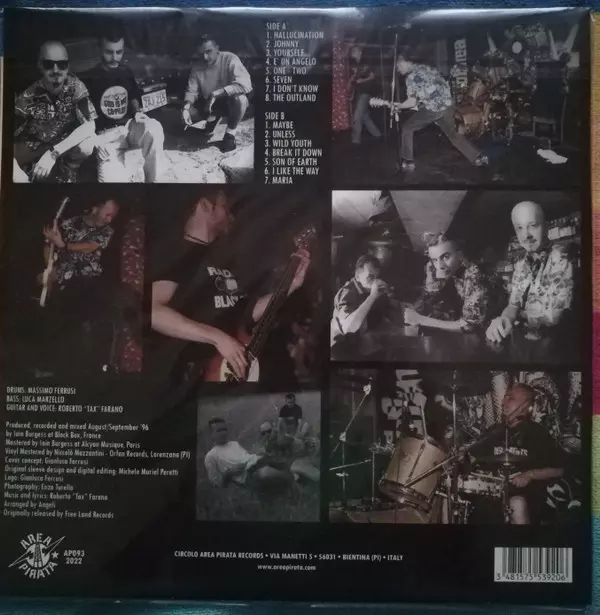 SIDE A
1. HALLUCINATION
2. JOHNNY
3. YOURSELF
4. E' UN ANGELO
5. ONE - TWO
6. SEVEN
7. I DON'T KNOW
8. THE OUTLAND
SIDE B
1. MAYBE
2. UNLESS
3. WILD YOUTH
4. BREAK IT DOWN
5. SON OF EARTH
6. I LIKE THE WAY
7. MARIA
DRUMS: MASSIMO FERRUSI
BASS: LUCA MARZELLO
GUITAR AND VOICE: ROBERTO "TAX" FARANO
Produced, recorded and mixed August/September '96
by Iain Burgess at Black Box, France
Mastered by Iain Burgess at Alcyon Musique, Paris
Vinyl Mastered by Niccolò Mazzantini - Orfan Records, Lorenzana (PI)
Cover concept: Gianluca Ferrusi
Original sleeve design and digital editing: Michele Muriel Peretti
Logo: Gianluca Ferrusi
Photography: Enzo Turello
Music and lyrics: Roberto "Tax" Farano
Arranged by Angeli
Originally released by Free Land Records
AREA
PIRATA
AP093
2022
CIRCOLO AREA PIRATA RECORDS • VIA MANETTI 5 • 56031 • BIENTINA (PI) • ITALY
www.areapirata.com
3 481575 539206